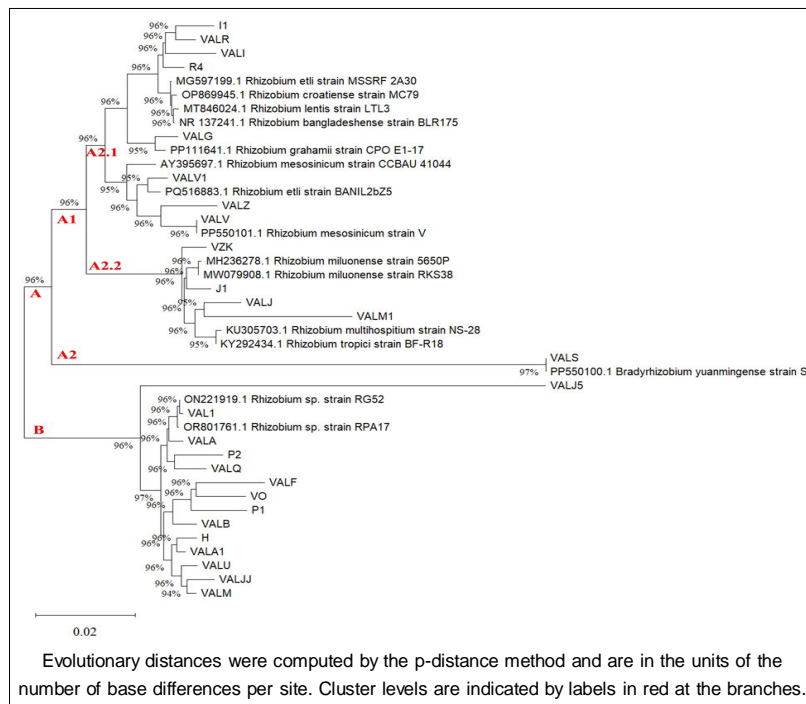 96% I1
VALR
96%
96% VALI
96% R4
MG597199.1 Rhizobium etli strain MSSRF 2A30
96% OP869945.1 Rhizobium croatiense strain MC79
96% MT846024.1 Rhizobium lentis strain LTL3
96% 96% NR 137241.1 Rhizobium bangladeshense strain BLR175
VALG
96% 95% PP111641.1 Rhizobium grahamii strain CPO E1-17
A2.1
AY395697.1 Rhizobium mesosinicum strain CCBAU 41044
95% VALV1
95% 96% PQ516883.1 Rhizobium etli strain BANIL2bZ5
VALZ
96% 96% VALV
A1 96% PP550101.1 Rhizobium mesosinicum strain V
VZK
A2.2 96% MH236278.1 Rhizobium miluonense strain 5650P
96% MW079908.1 Rhizobium miluonense strain RKS38
96% J1
A 95% VALJ
96% VALM1
96% KU305703.1 Rhizobium multihospitium strain NS-28
95% KY292434.1 Rhizobium tropici strain BF-R18
A2 VALS
97% PP550100.1 Bradyrhizobium yuanmingense strain S
VALJ5
96% ON221919.1 Rhizobium sp. strain RG52
96% VAL1
B 96% OR801761.1 Rhizobium sp. strain RPA17
96% 96% VALA
P2
96% VALQ
96% VALF
97% 96% VO
96% P1
96% VALB
H
96% VALA1
96% VALU
96% VALJJ
94% VALM
0.02
Evolutionary distances were computed by the p-distance method and are in the units of the
number of base differences per site. Cluster levels are indicated by labels in red at the branches.